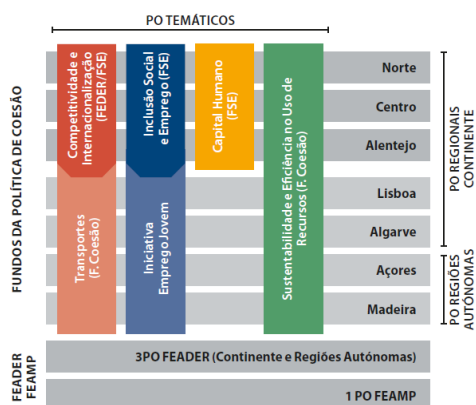 PO TEMÁTICOS
FUNDOS DA POLÍTICA DE COESÃO
Competitividade e
Internacionalização
(FEDER/FSE)
Transportes
(F. Coesão)
Inclusão Social
e Emprego (FSE)
Iniciativa
Emprego Jovem
Capital Humano
(FSE)
Sustentabilidade e Eficiência no Uso de
Recursos (F. Coesão)
Norte
Centro
Alentejo
Lisboa
Algarve
Açores
Madeira
PO REGIONAIS
CONTINENTE
PO REGIÕES
AUTÓNOMAS
FEADER
FEAMP
3PO FEADER (Continente e Regiões Autónomas)
1 PO FEAMP